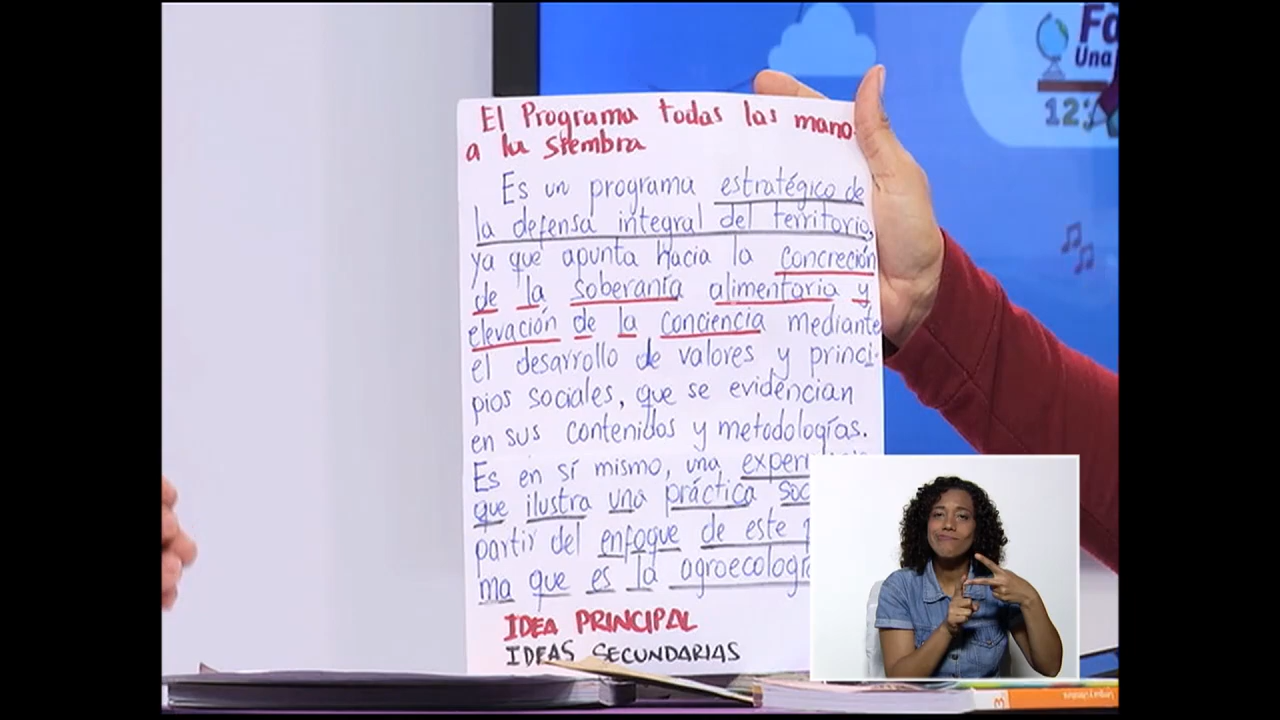 El Programa todas las mano
a la siembra
Es un programa estratégico de
la defensa integral del territorio,
ya que apunta hacia la concreción
de la soberanía alimentaria y
elevación de la conciencia mediante
el desarrollo de valores y princi-
pios sociales, que se evidencian
en sus contenidos y metodologías.
Es en sí mismo, una
que ilustra una práctica
partir del enfoque de este
ma que es la
IDEA PRINCIPAL
IDEAS SECUNDARIAS
Una
123